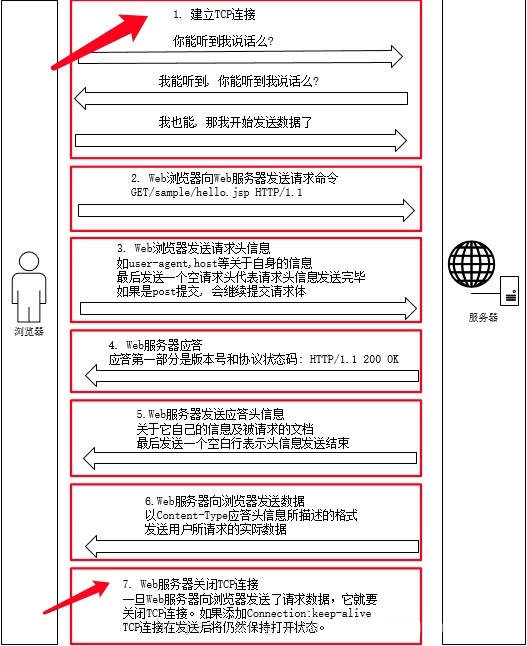 1. 建立TCP连接
你能听到我说话么?
我能听到, 你能听到我说话么?
我也能, 那我开始发送数据了
2. Web浏览器向Web服务器发送请求命令
GET/sample/hello.jsp HTTP/1.1
3. Web浏览器发送请求头信息
如user-agent,host等关于自身的信息
最后发送一个空请求头代表请求头信息发送完毕
如果是post提交, 会继续提交请求体
浏览器
服务器
4. Web服务器应答
应答第一部分是版本号和协议状态码: HTTP/1.1 200 OK
5.Web服务器发送应答头信息
关于它自己的信息及被请求的文档
最后发送一个空白行表示头信息发送结束
6.Web服务器向浏览器发送数据
以Content-Type应答头信息所描述的格式
发送用户所请求的实际数据
7. Web服务器关闭TCP连接
一旦Web服务器向浏览器发送了请求数据, 它就要
关闭TCP连接。如果添加Connection:keep-alive
TCP连接在发送后将仍然保持打开状态。